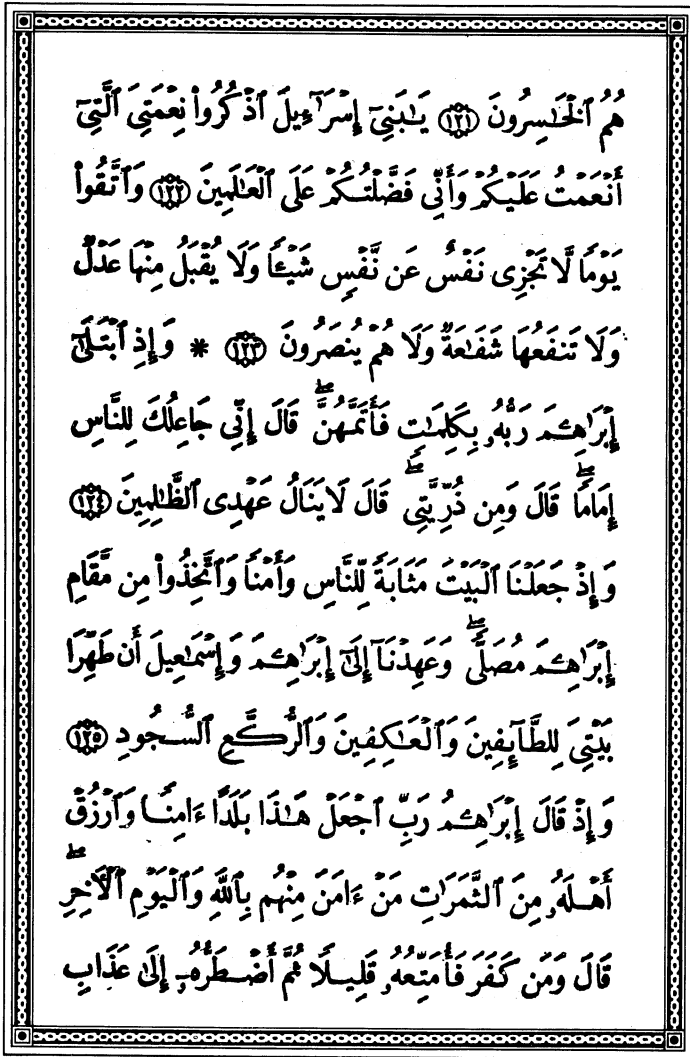 هُمُ ٱلْخَٰسِرُونَ ۝١٢١ يَٰبَنِىٓ إِسْرَٰٓءِيلَ ٱذْكُرُوا۟ نِعْمَتِىَ ٱلَّتِىٓ
أَنْعَمْتُ عَلَيْكُمْ وَأَنِّى فَضَّلْتُكُمْ عَلَى ٱلْعَٰلَمِينَ ۝١٢٢ وَٱتَّقُوا۟
يَوْمًا لَّا تَجْزِى نَفْسٌ عَن نَّفْسٍ شَيْـًٔا وَلَا يُقْبَلُ مِنْهَا عَدْلٌ
وَلَا تَنفَعُهَا شَفَٰعَةٌ وَلَا هُمْ يُنصَرُونَ ۝١٢٣ * وَإِذِ ٱبْتَلَىٰٓ
إِبْرَٰهِـۧمَ رَبُّهُۥ بِكَلِمَٰتٍ فَأَتَمَّهُنَّ ۖ قَالَ إِنِّى جَاعِلُكَ لِلنَّاسِ
إِمَامًا ۖ قَالَ وَمِن ذُرِّيَّتِى ۖ قَالَ لَا يَنَالُ عَهْدِى ٱلظَّٰلِمِينَ ۝١٢٤
وَإِذْ جَعَلْنَا ٱلْبَيْتَ مَثَابَةً لِّلنَّاسِ وَأَمْنًا وَٱتَّخِذُوا۟ مِن مَّقَامِ
إِبْرَٰهِـۧمَ مُصَلًّى ۖ وَعَهِدْنَآ إِلَىٰٓ إِبْرَٰهِـۧمَ وَإِسْمَٰعِيلَ أَن طَهِّرَا
بَيْتِىَ لِلطَّآئِفِينَ وَٱلْعَٰكِفِينَ وَٱلرُّكَّعِ ٱلسُّجُودِ ۝١٢٥
وَإِذْ قَالَ إِبْرَٰهِـۧمُ رَبِّ ٱجْعَلْ هَٰذَا بَلَدًا ءَامِنًا وَٱرْزُقْ
أَهْلَهُۥ مِنَ ٱلثَّمَرَٰتِ مَنْ ءَامَنَ مِنْهُم بِٱللَّهِ وَٱلْيَوْمِ ٱلْءَاخِرِ ۖ
قَالَ وَمَن كَفَرَ فَأُمَتِّعُهُۥ قَلِيلًا ثُمَّ أَضْطَرُّهُۥٓ إِلَىٰ عَذَابِ